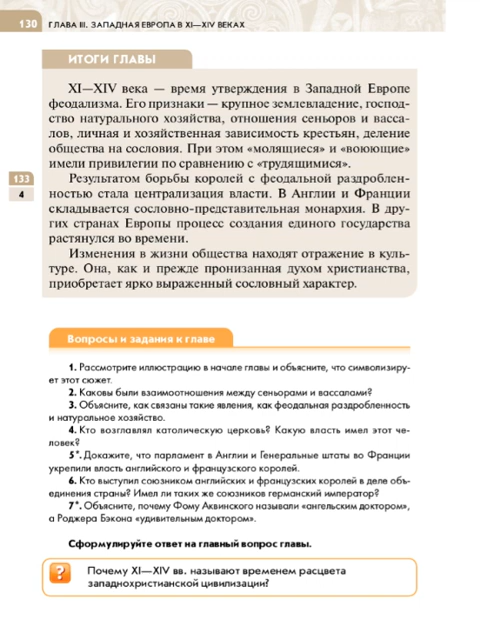 130 ГЛАВА III. ЗАПАДНАЯ ЕВРОПА В XI—XIV ВЕКАХ
ИТОГИ ГЛАВЫ
XI—XIV века — время утверждения в Западной Европе
феодализма. Его признаки — крупное землевладение, господ-
ство натурального хозяйства, отношения сеньоров и васса-
лов, личная и хозяйственная зависимость крестьян, деление
общества на сословия. При этом «молящиеся» и «воюющие»
имели привилегии по сравнению с «трудящимися».
133
4
Результатом борьбы королей с феодальной раздроблен-
ностью стала централизация власти. В Англии и Франции
складывается сословно-представительная монархия. В дру-
гих странах Европы процесс создания единого государства
растянулся во времени.
Изменения в жизни общества находят отражение в куль-
туре. Она, как и прежде пронизанная духом христианства,
приобретает ярко выраженный сословный характер.
Вопросы и задания к главе
1. Рассмотрите иллюстрацию в начале главы и объясните, что символизиру-
ет этот сюжет.
2. Каковы были взаимоотношения между сеньорами и вассалами?
3. Объясните, как связаны такие явления, как феодальная раздробленность
и натуральное хозяйство.
4. Кто возглавлял католическую церковь? Какую власть имел этот че-
ловек?
5*. Докажите, что парламент в Англии и Генеральные штаты во Франции
укрепили власть английского и французского королей.
6. Кто выступил союзником английских и французских королей в деле объ-
единения страны? Имел ли таких же союзников германский император?
7*. Объясните, почему Фому Аквинского называли «ангельским доктором»,
а Роджера Бэкона «удивительным доктором».
Сформулируйте ответ на главный вопрос главы.
? Почему XI—XIV вв. называют временем расцвета
западнохристианской цивилизации?